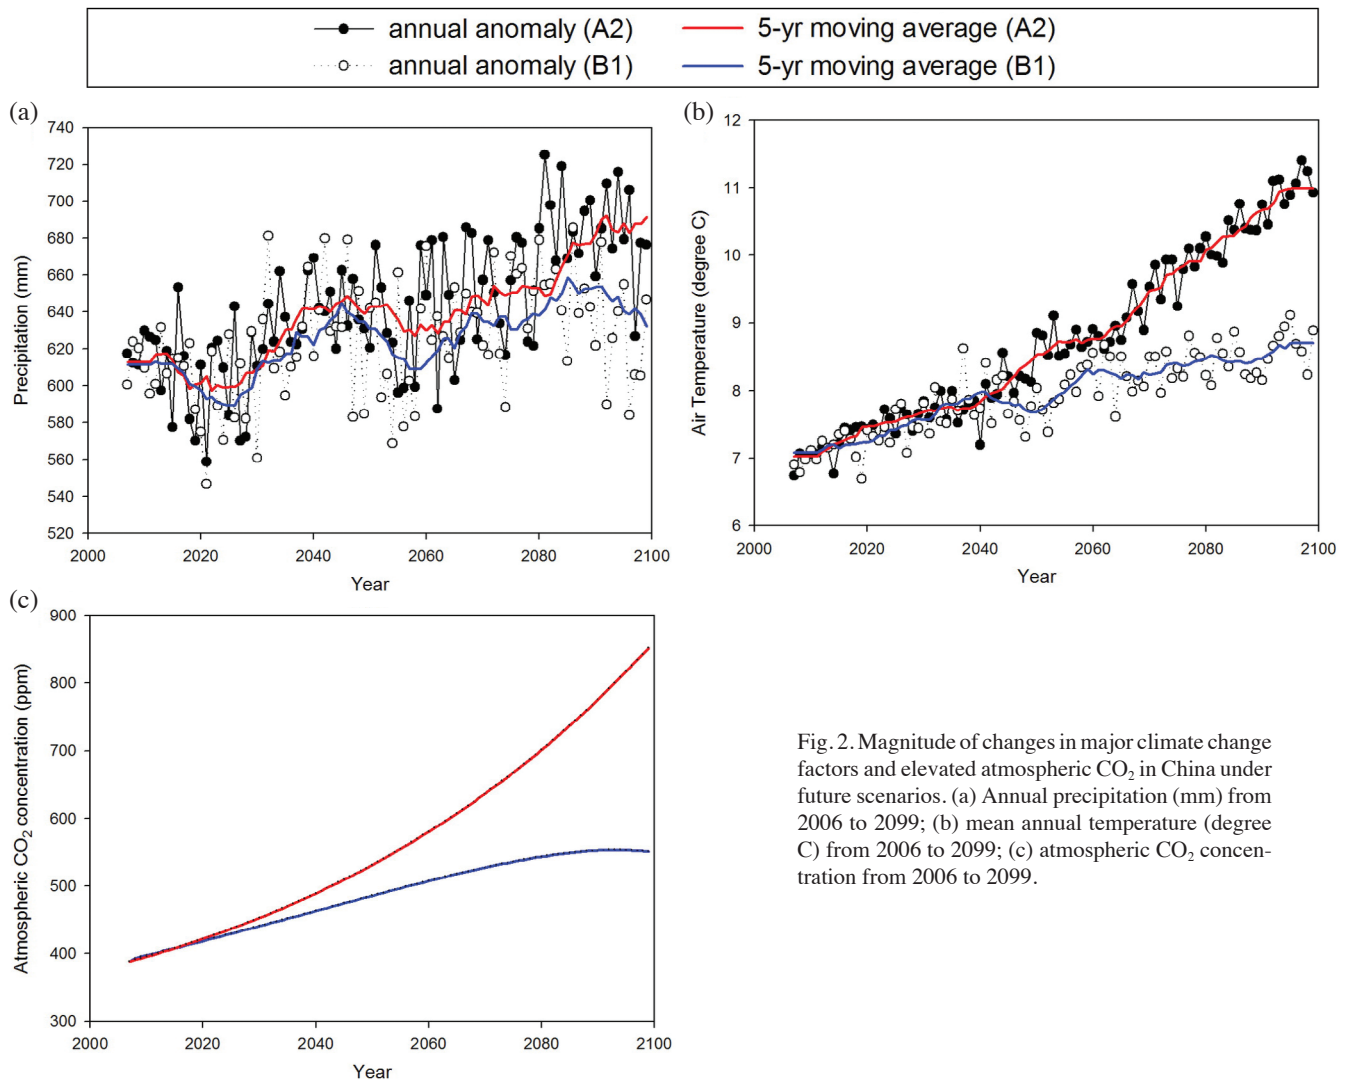 annual anomaly (A2)
5-yr moving average (A2)
annual anomaly (B1)
5-yr moving average (B1)
(a)
740
720
700
680
660
640
620
600
580
560
540
520
Precipitation (mm)
2000
2020
2040
2060
2080
2100
Year
(b)
12
11
10
9
8
7
6
Air Temperature (degree C)
2000
2020
2040
2060
2080
2100
Year
(c)
900
800
700
600
500
400
300
Atmospheric CO₂ concentration (ppm)
2000
2020
2040
2060
2080
2100
Year
Fig. 2. Magnitude of changes in major climate change
factors and elevated atmospheric CO₂ in China under
future scenarios. (a) Annual precipitation (mm) from
2006 to 2099; (b) mean annual temperature (degree
C) from 2006 to 2099; (c) atmospheric CO₂ concen-
tration from 2006 to 2099.